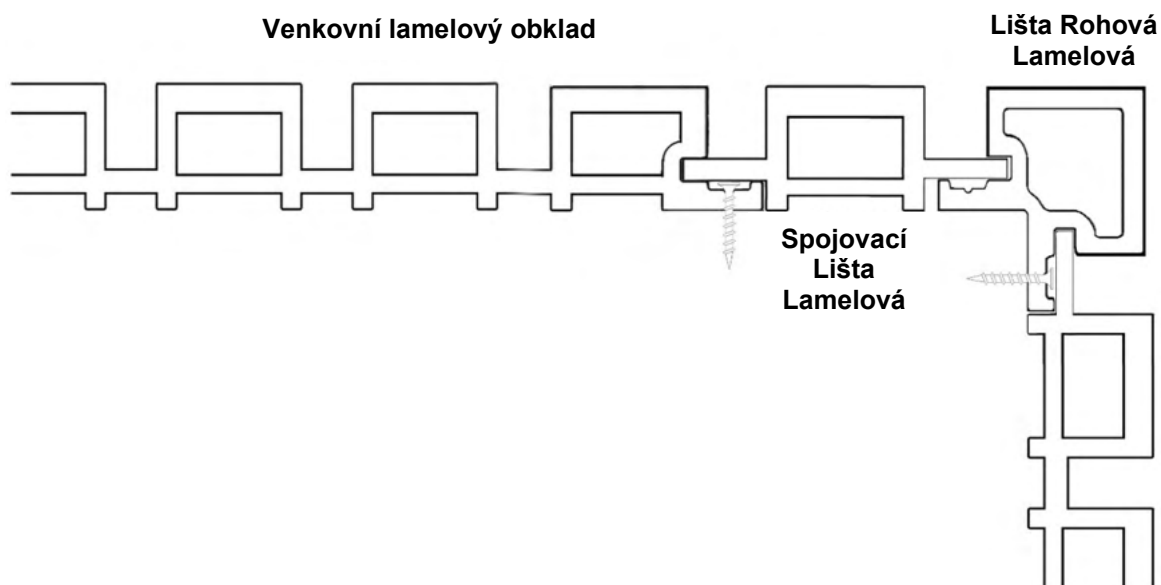 Venkovní lamelový obklad
Lišta Rohová
Lamelová
Spojovací
Lišta
Lamelová